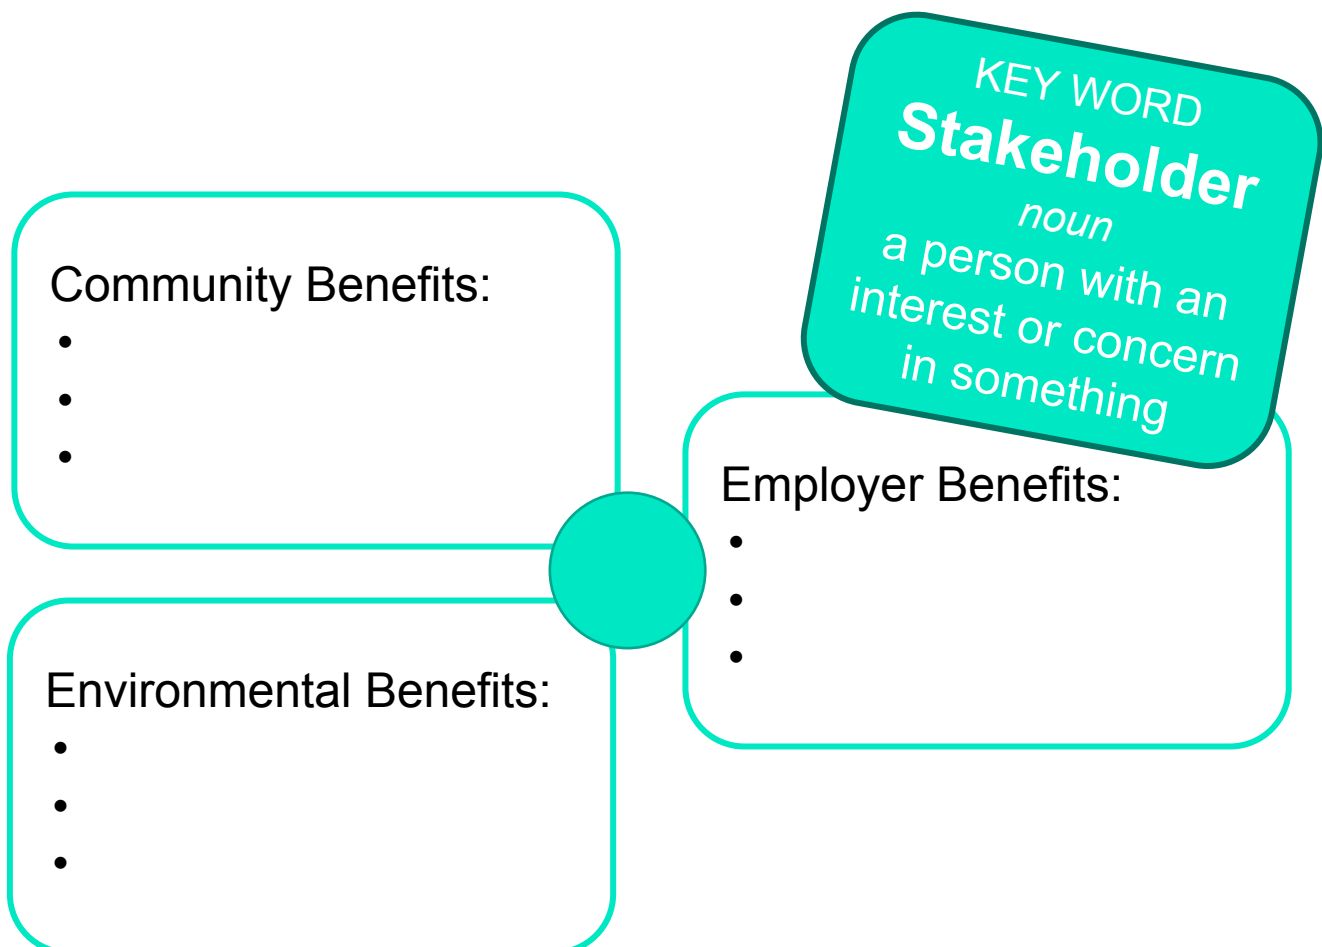 KEY WORD
Stakeholder
noun
a person with an
interest or concern
in something
Community Benefits:
•
•
•
Employer Benefits:
•
•
•
Environmental Benefits:
•
•
•